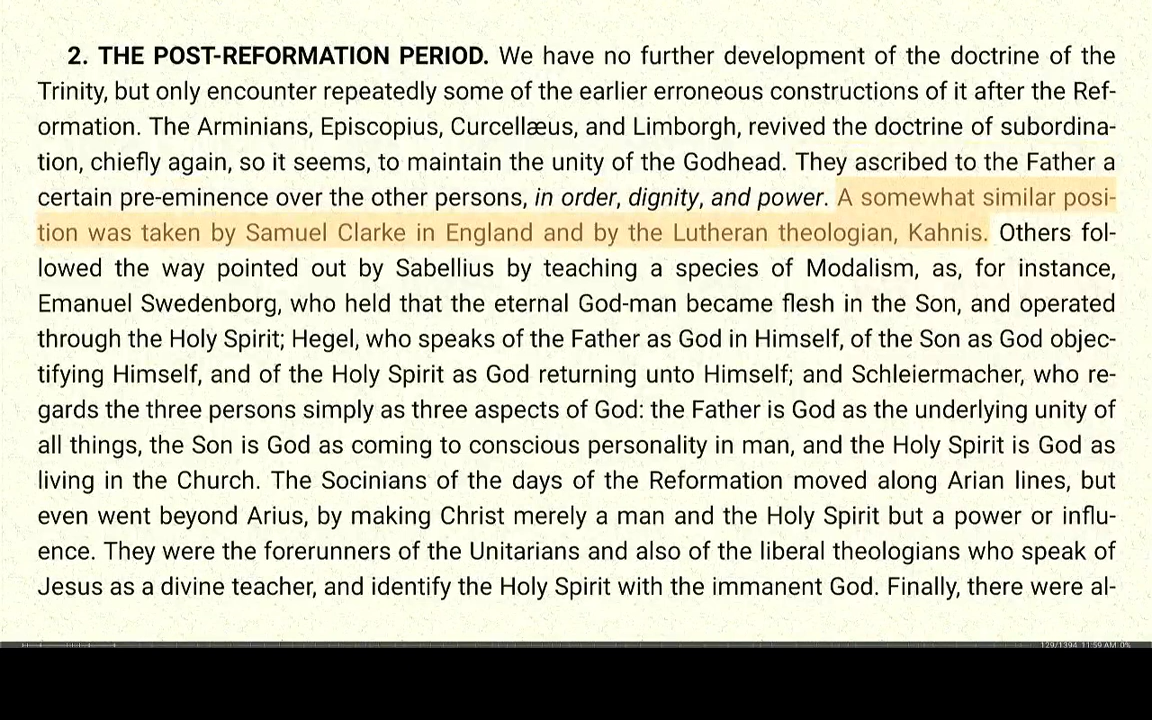 2. THE POST-REFORMATION PERIOD. We have no further development of the doctrine of the
Trinity, but only encounter repeatedly some of the earlier erroneous constructions of it after the Ref-
ormation. The Arminians, Episcopius, Curcellæus, and Limborgh, revived the doctrine of subordina-
tion, chiefly again, so it seems, to maintain the unity of the Godhead. They ascribed to the Father a
certain pre-eminence over the other persons, in order, dignity, and power. A somewhat similar posi-
tion was taken by Samuel Clarke in England and by the Lutheran theologian, Kahnis. Others fol-
lowed the way pointed out by Sabellius by teaching a species of Modalism, as, for instance,
Emanuel Swedenborg, who held that the eternal God-man became flesh in the Son, and operated
through the Holy Spirit; Hegel, who speaks of the Father as God in Himself, of the Son as God objec-
tifying Himself, and of the Holy Spirit as God returning unto Himself; and Schleiermacher, who re-
gards the three persons simply as three aspects of God: the Father is God as the underlying unity of
all things, the Son is God as coming to conscious personality in man, and the Holy Spirit is God as
living in the Church. The Socinians of the days of the Reformation moved along Arian lines, but
even went beyond Arius, by making Christ merely a man and the Holy Spirit but a power or influ-
ence. They were the forerunners of the Unitarians and also of the liberal theologians who speak of
Jesus as a divine teacher, and identify the Holy Spirit with the immanent God. Finally, there were al-
129/1394 11:59 AM 0%